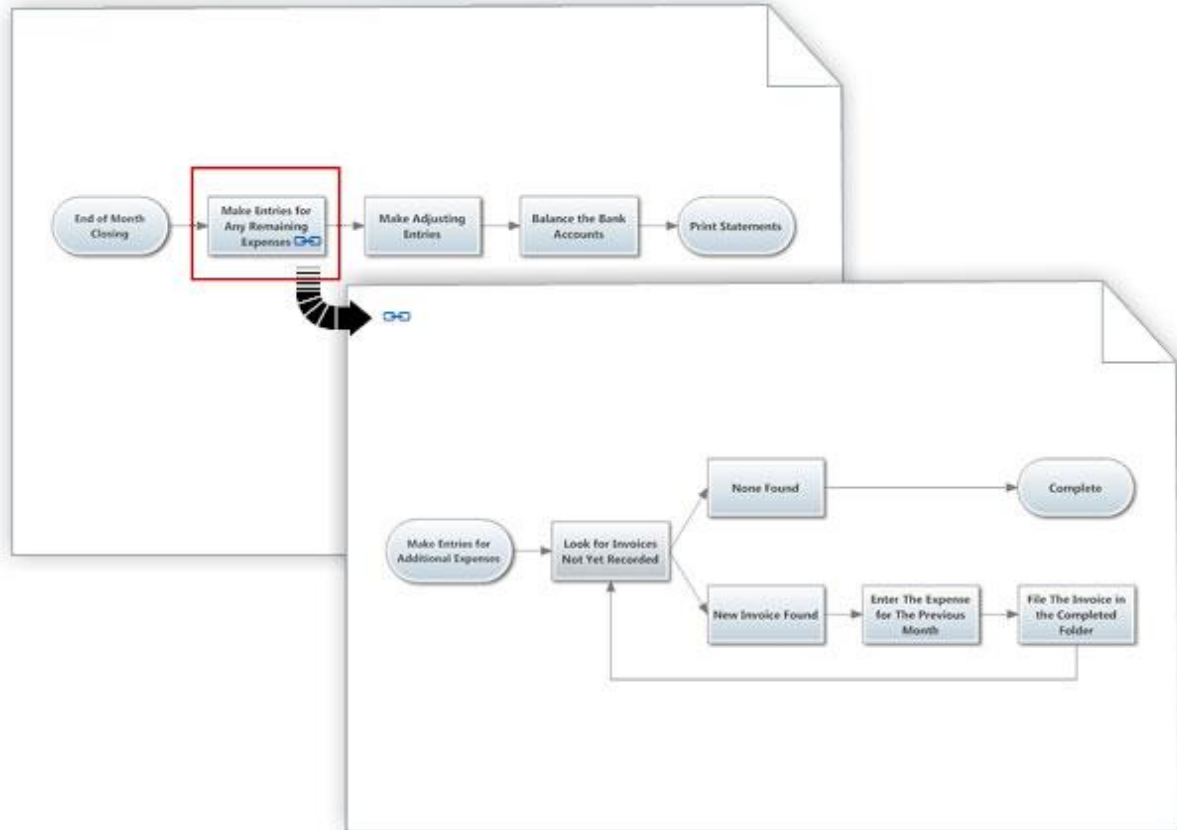 End of Month
Closing
Make Entries for
Any Remaining
Expenses
Make Adjusting
Entries
Balance the Bank
Accounts
Print Statements
Make Entries for
Additional Expenses
Look for Invoices
Not Yet Recorded
None Found
Complete
New Invoice Found
Enter The Expense
for The Previous
Month
File The Invoice in
the Completed
Folder